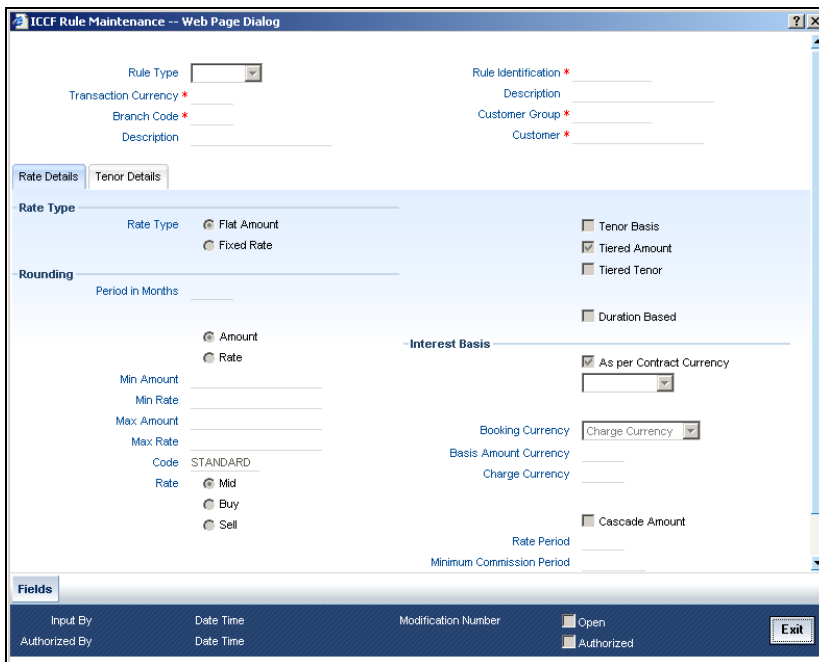 ICCF Rule Maintenance -- Web Page Dialog
?
X
Rule Type
Transaction Currency *
Branch Code *
Description
Rule Identification *
Description
Customer Group *
Customer *
Rate Details
Tenor Details
Rate Type
Rate Type
Flat Amount
Fixed Rate
Tenor Basis
Tiered Amount
Tiered Tenor
Rounding
Period in Months
Duration Based
Amount
Rate
Interest Basis
As per Contract Currency
Min Amount
Min Rate
Max Amount
Max Rate
Code STANDARD
Rate
Mid
Buy
Sell
Booking Currency Charge Currency
Basis Amount Currency
Charge Currency
Cascade Amount
Rate Period
Minimum Commission Period
Fields
Input By
Date Time
Modification Number
Open
Authorized By
Date Time
Authorized
Exit